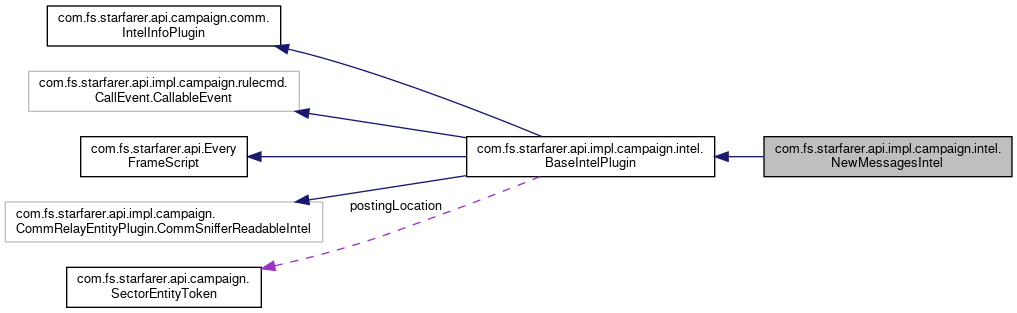 com.fs.starfarer.api.campaign.comm.
IntelInfoPlugin
com.fs.starfarer.api.impl.campaign.rulecmd.
CallEvent.CallableEvent
com.fs.starfarer.api.Every
FrameScript
com.fs.starfarer.api.impl.campaign.
CommRelayEntityPlugin.CommSnifferReadableIntel
com.fs.starfarer.api.campaign.
SectorEntityToken
postingLocation
com.fs.starfarer.api.impl.campaign.intel.
BaseIntelPlugin
com.fs.starfarer.api.impl.campaign.intel.
NewMessagesIntel